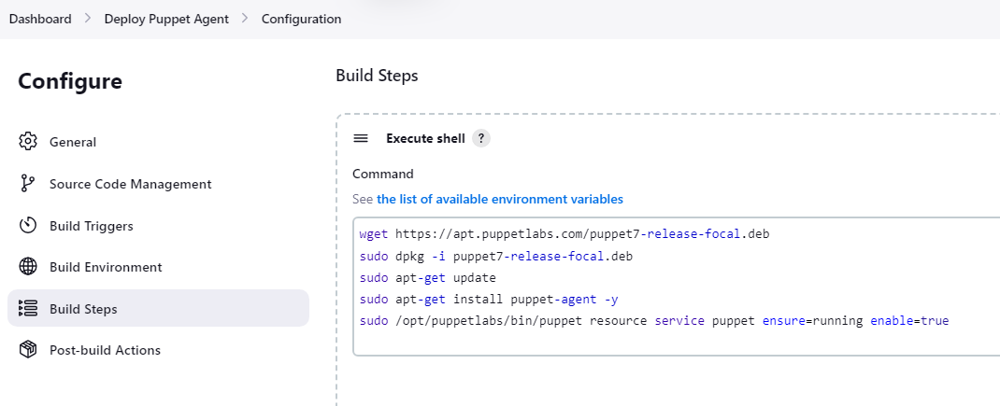 Dashboard > Deploy Puppet Agent > Configuration
Configure
General
Source Code Management
Build Triggers
Build Environment
Build Steps
Post-build Actions
Build Steps
Execute shell ?
Command
See the list of available environment variables
wget https://apt.puppetlabs.com/puppet7-release-focal.deb
sudo dpkg -i puppet7-release-focal.deb
sudo apt-get update
sudo apt-get install puppet-agent -y
sudo /opt/puppetlabs/bin/puppet resource service puppet ensure=running enable=true